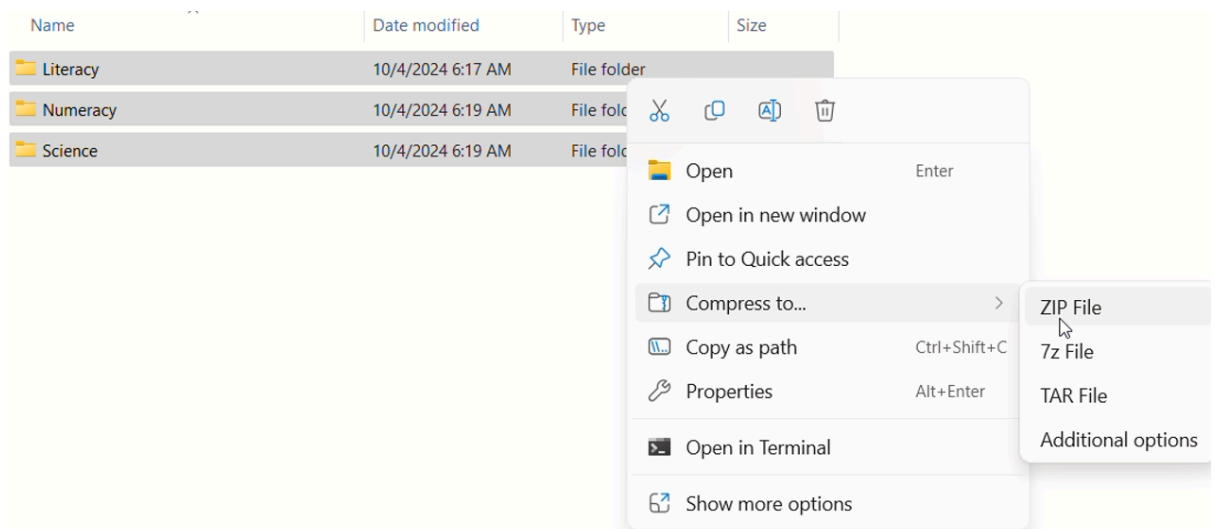 Name Date modified Type Size
Literacy 10/4/2024 6:17 AM File folder
Numeracy 10/4/2024 6:19 AM File fold
Science 10/4/2024 6:19 AM File fold
Open Enter
Open in new window
Pin to Quick access
Compress to...
Copy as path Ctrl+Shift+C
Properties Alt+Enter
Open in Terminal
Show more options
ZIP File
7z File
TAR File
Additional options